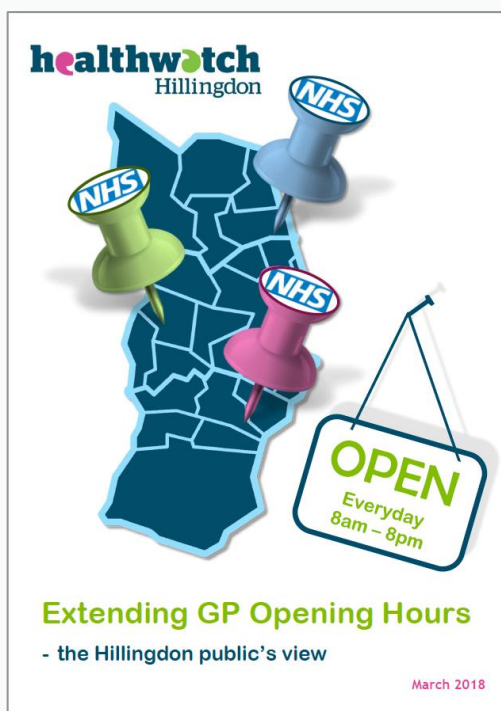 healthwatch
Hillingdon
NHS
NHS
NHS
OPEN
Everyday
8am – 8pm
Extending GP Opening Hours
- the Hillingdon public's view
March 2018